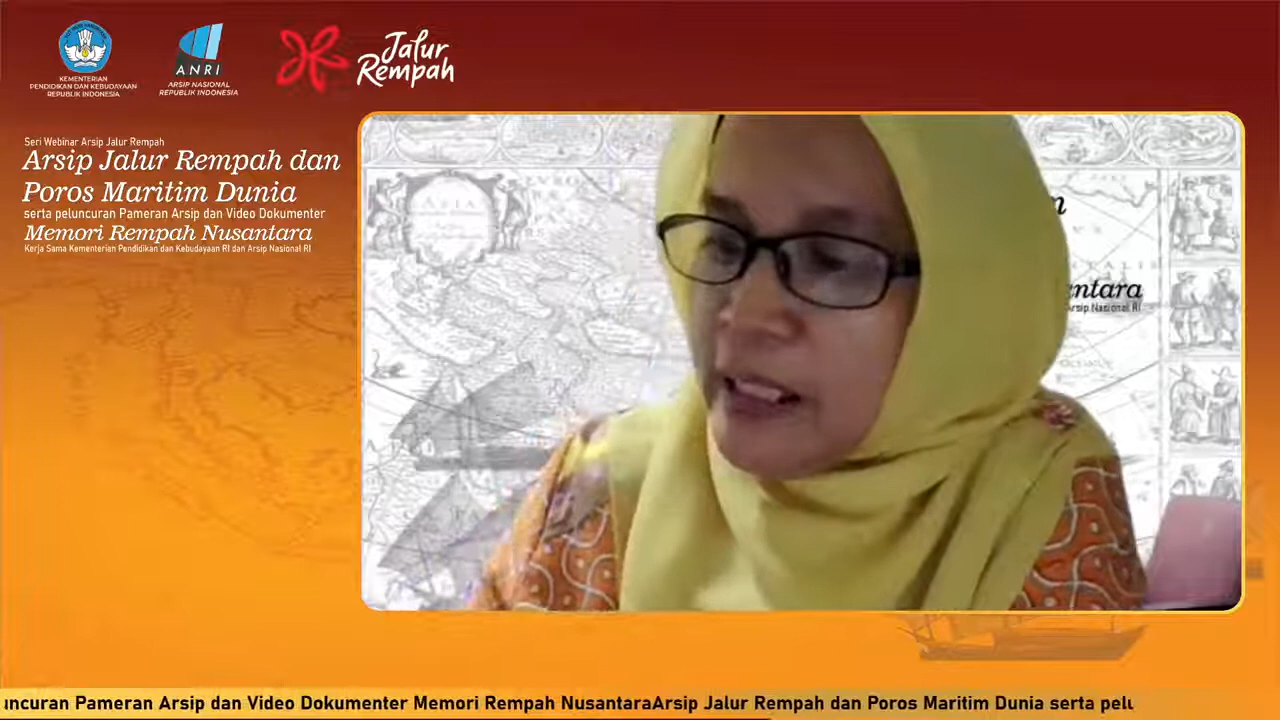 KEMENTERIAN
PENDIDIKAN DAN KEBUDAYAAN
REPUBLIK INDONESIA
ANRI
ARSIP NASIONAL
REPUBLIK INDONESIA
Jalur
Rempah
Seri Webinar Arsip Jalur Rempah
Arsip Jalur Rempah dan
Poros Maritim Dunia
serta peluncuran Pameran Arsip dan Video Dokumenter
Memori Rempah Nusantara
Kerja Sama Kementerian Pendidikan dan Kebudayaan RI dan Arsip Nasional RI
ntara
Arsip Nasional RI
uncuran Pameran Arsip dan Video Dokumenter Memori Rempah NusantaraArsip Jalur Rempah dan Poros Maritim Dunia serta pelu